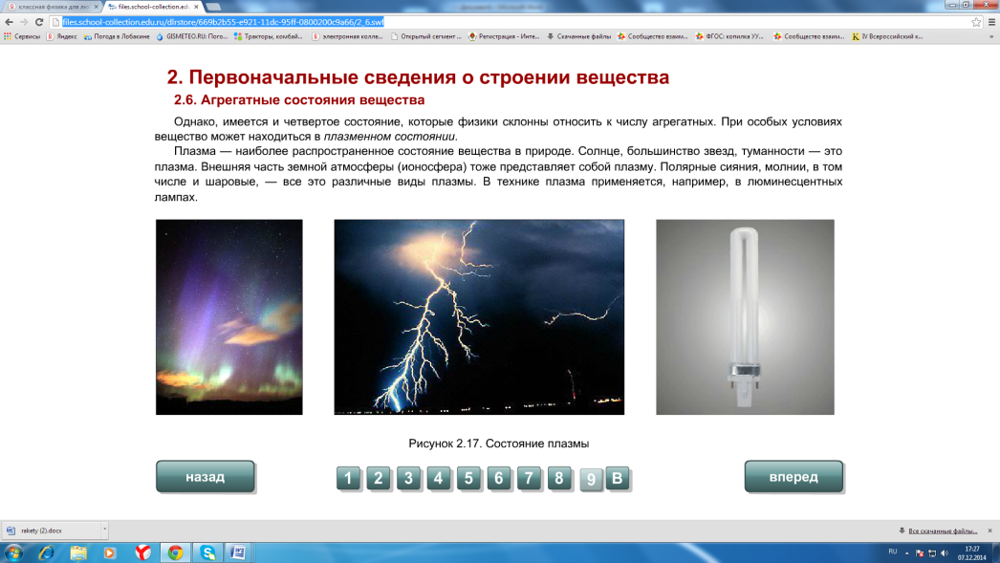 классная физика для лю
files.school-collection.edu.r
files.school-collection.edu.ru/dlrstore/669b2b55-e921-11dc-95ff-0800200c9a66/2_6.swf
Сервисы Яндекс Погода в Лобакине GISMETEO.RU: Пого... Тракторы, комбай... электронная колле... Открытый сегмент ... Регистрация - Инте... Скачанные файлы Сообщество взаим... ФГОС: копилка УУ... Сообщество взаим... IV Всероссийский к... »
2. Первоначальные сведения о строении вещества
2.6. Агрегатные состояния вещества
Однако, имеется и четвертое состояние, которые физики склонны относить к числу агрегатных. При особых условиях
вещество может находиться в плазменном состоянии.
Плазма — наиболее распространенное состояние вещества в природе. Солнце, большинство звезд, туманности — это
плазма. Внешняя часть земной атмосферы (ионосфера) тоже представляет собой плазму. Полярные сияния, молнии, в том
числе и шаровые, — все это различные виды плазмы. В технике плазма применяется, например, в люминесцентных
лампах.
Рисунок 2.17. Состояние плазмы
назад 1 2 3 4 5 6 7 8 9 В вперед
rakety (2).docx Все скачанные файлы...
RU 17:27
07.12.2014